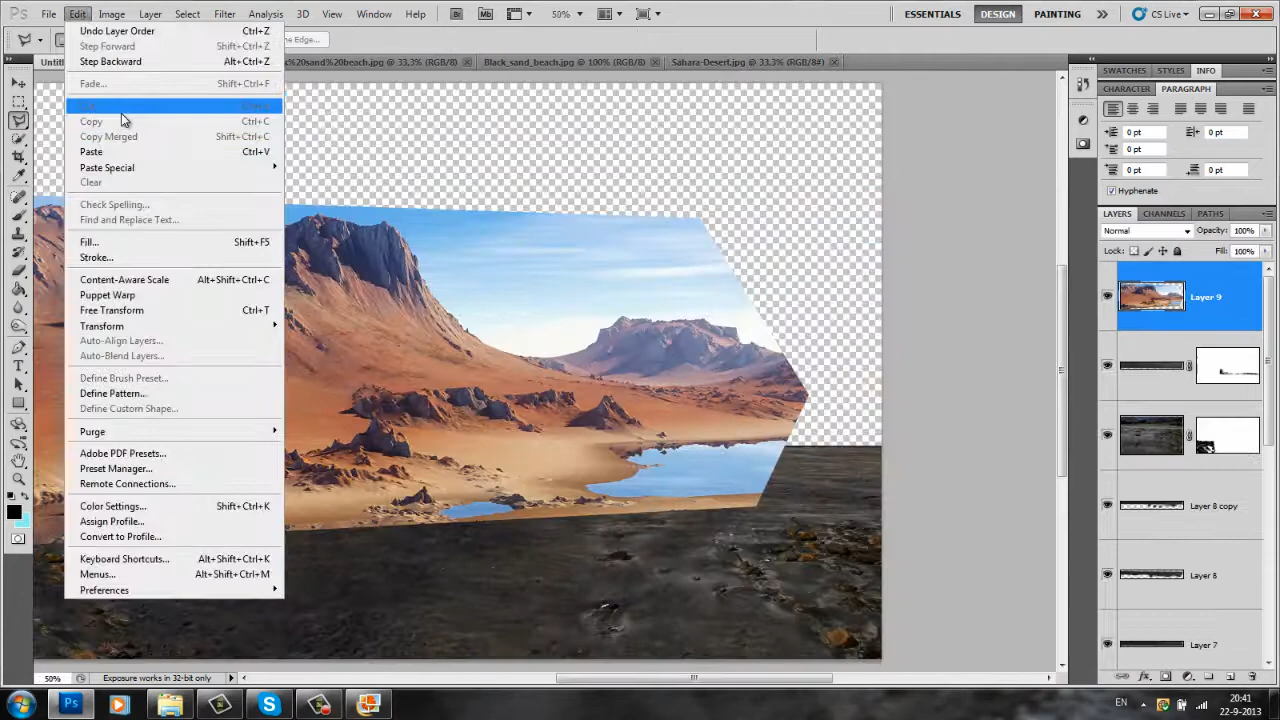 File Edit Image Layer Select Filter Analysis 3D View Window Help Br Mb 50% ESSENTIALS DESIGN PAINTING CS Live
ne Edge...
c%20sand%20beach.jpg @ 33,3% (RGB/8) Black_sand_beach.jpg @ 100% (RGB/8) Sahara-Desert.jpg @ 33.3% (RGB/8#)
Undo Layer Order Ctrl+Z
Step Forward Shift+Ctrl+Z
Step Backward Alt+Ctrl+Z
Fade... Shift+Ctrl+F
Copy Ctrl+C
Copy Merged Shift+Ctrl+C
Paste Ctrl+V
Paste Special
Clear
Check Spelling...
Find and Replace Text...
Fill... Shift+F5
Stroke...
Content-Aware Scale Alt+Shift+Ctrl+C
Puppet Warp
Free Transform Ctrl+T
Transform
Auto-Align Layers...
Auto-Blend Layers...
Define Brush Preset...
Define Pattern...
Define Custom Shape...
Purge
Adobe PDF Presets...
Preset Manager...
Remote Connections...
Color Settings... Shift+Ctrl+K
Assign Profile...
Convert to Profile...
Keyboard Shortcuts... Alt+Shift+Ctrl+K
Menus... Alt+Shift+Ctrl+M
Preferences
SWATCHES STYLES INFO
CHARACTER PARAGRAPH
0 pt 0 pt
0 pt
0 pt 0 pt
Hyphenate
LAYERS CHANNELS PATHS
Normal Opacity: 100%
Lock: Fill: 100%
Layer 9
Layer 8 copy
Layer 8
Layer 7
50% Exposure works in 32-bit only
Ps EN 20:41
22-9-2013